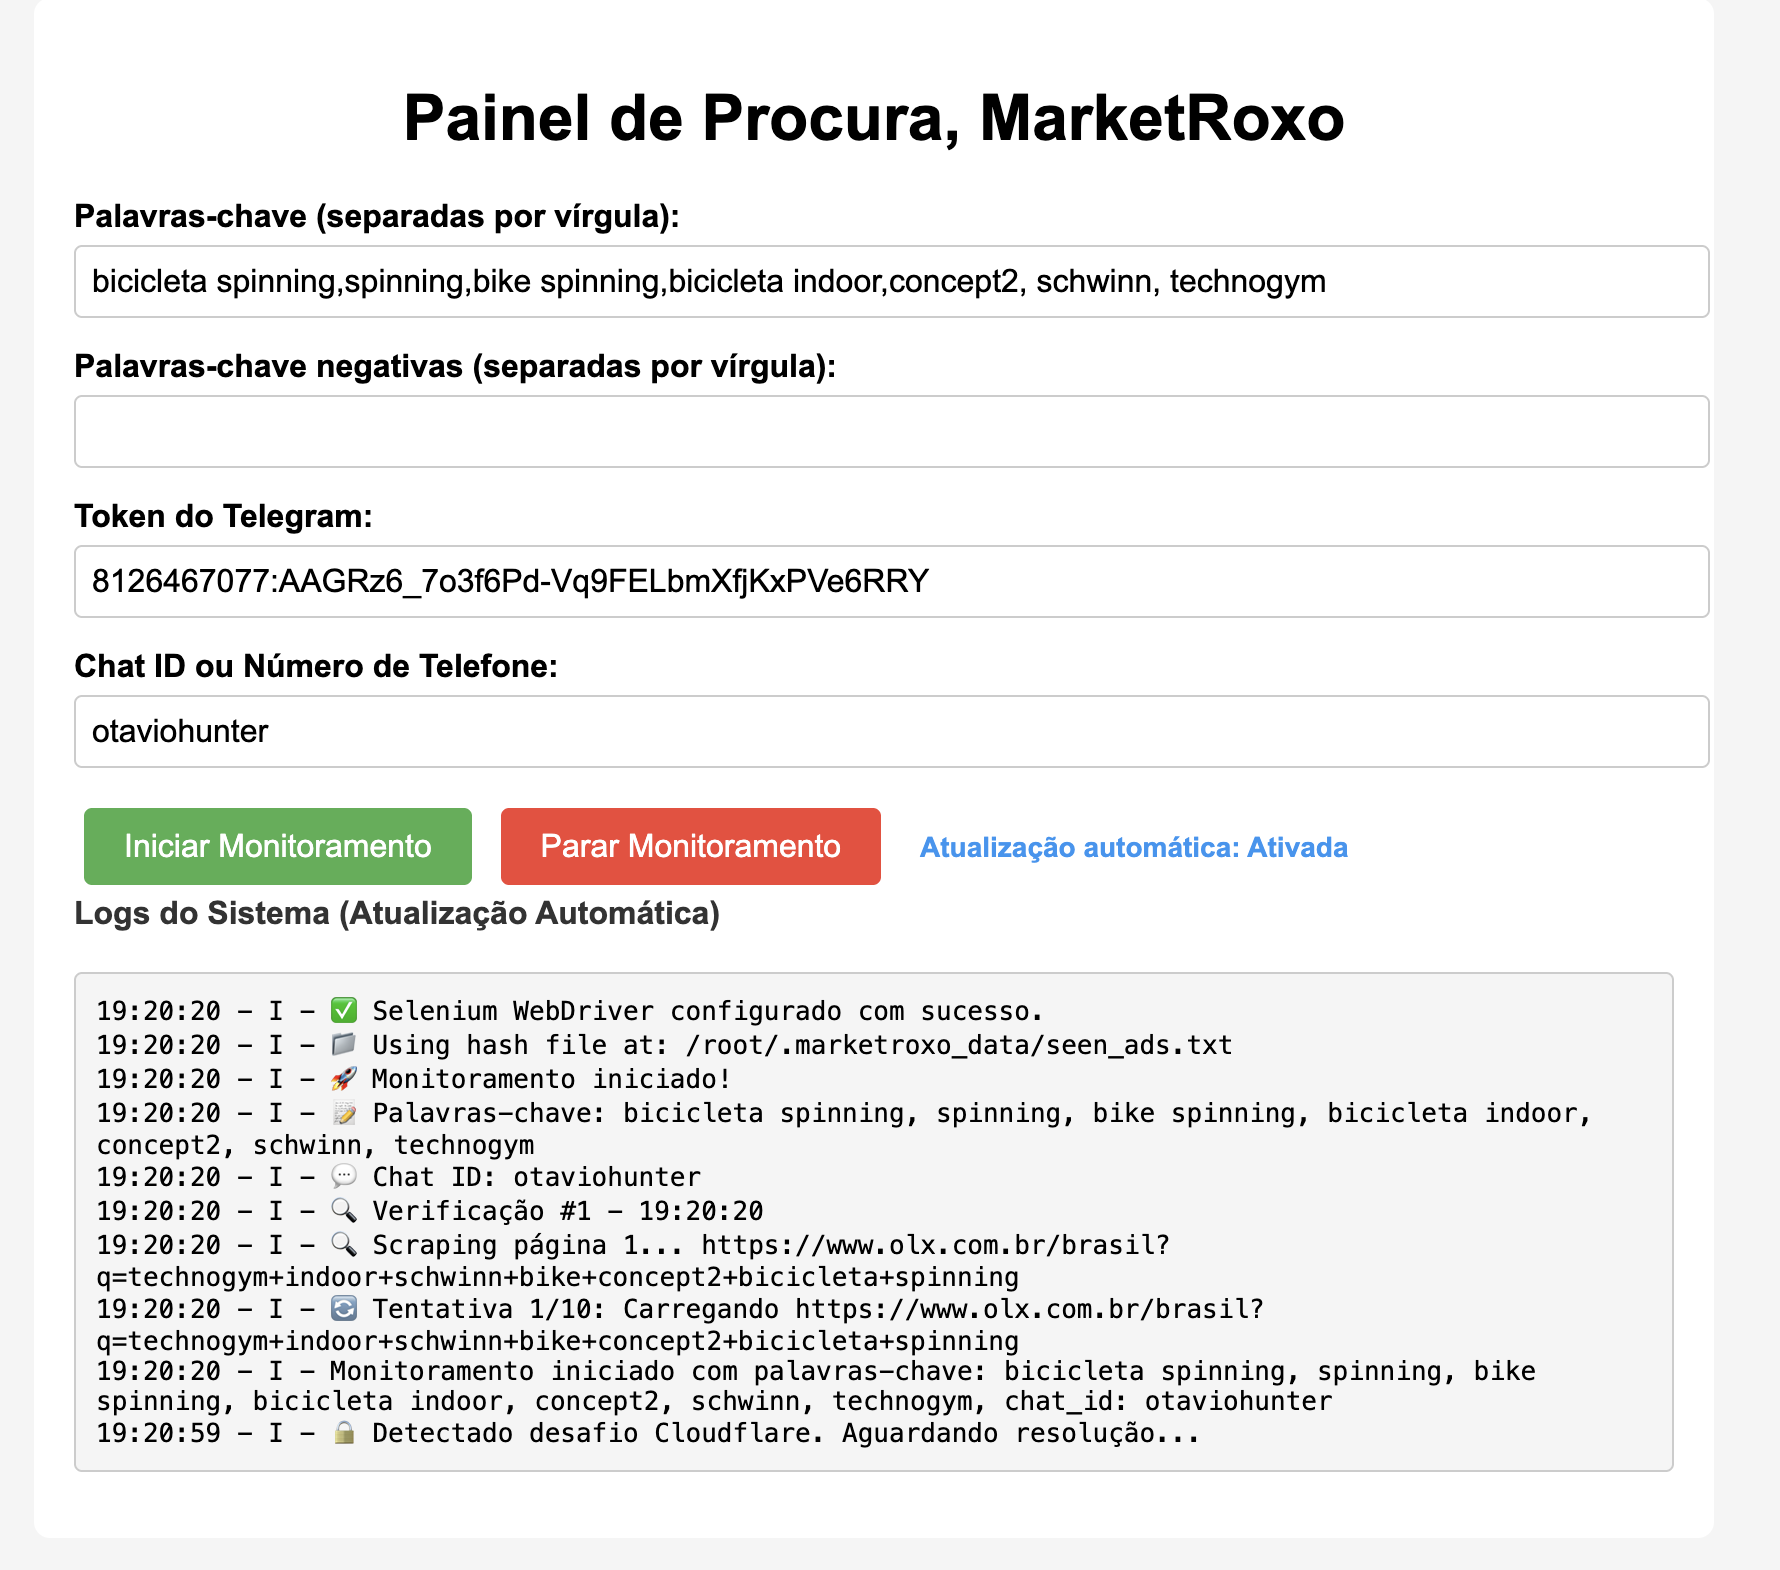 Painel de Procura, MarketRoxo
Palavras-chave (separadas por vírgula):
bicicleta spinning,spinning,bike spinning,bicicleta indoor,concept2, schwinn, technogym
Palavras-chave negativas (separadas por vírgula):
Token do Telegram:
8126467077:AAGRz6_7o3f6Pd-Vq9FELbmXfjKxPVe6RRY
Chat ID ou Número de Telefone:
otaviohunter
Iniciar Monitoramento Parar Monitoramento Atualização automática: Ativada
Logs do Sistema (Atualização Automática)
19:20:20 - I - ✅ Selenium WebDriver configurado com sucesso.
19:20:20 - I - 📁 Using hash file at: /root/.marketroxo_data/seen_ads.txt
19:20:20 - I - 🚀 Monitoramento iniciado!
19:20:20 - I - 📝 Palavras-chave: bicicleta spinning, spinning, bike spinning, bicicleta indoor,
concept2, schwinn, technogym
19:20:20 - I - 💬 Chat ID: otaviohunter
19:20:20 - I - 🔍 Verificação #1 - 19:20:20
19:20:20 - I - 🔍 Scraping página 1... https://www.olx.com.br/brasil?
q=technogym+indoor+schwinn+bike+concept2+bicicleta+spinning
19:20:20 - I - 🔄 Tentativa 1/10: Carregando https://www.olx.com.br/brasil?
q=technogym+indoor+schwinn+bike+concept2+bicicleta+spinning
19:20:20 - I - Monitoramento iniciado com palavras-chave: bicicleta spinning, spinning, bike
spinning, bicicleta indoor, concept2, schwinn, technogym, chat_id: otaviohunter
19:20:59 - I - 🔒 Detectado desafio Cloudflare. Aguardando resolução...